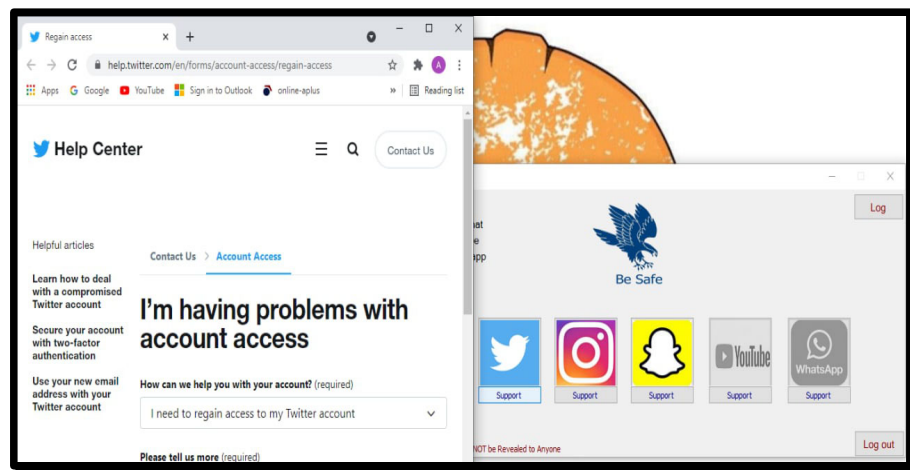 Regain access
help.twitter.com/en/forms/account-access/regain-access
A
Apps Google YouTube Sign in to Outlook online-aplus » Reading list
Help Center
Contact Us
Helpful articles
Learn how to deal
with a compromised
Twitter account
Secure your account
with two-factor
authentication
Use your new email
address with your
Twitter account
Contact Us > Account Access
I'm having problems with
account access
How can we help you with your account? (required)
I need to regain access to my Twitter account
Please tell us more (required)
Log
at
e
pp
Be Safe
YouTube
WhatsApp
Support Support Support Support Support
NOT be Revealed to Anyone
Log out